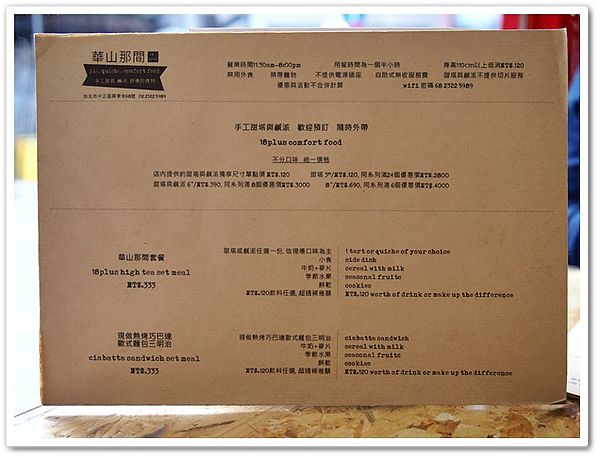 華山那間
pie, quiche, comfort food
手工甜塔, 鹹派, 舒適的食物
台北市中正區齊東街68號 02 2322 5989
營業時間11:30am-8:00pm 用餐時間為一個半小時 身高110cm以上低消NT$.120
禁用外食 禁帶寵物 不提供電源插座 自助式無收服務費 甜塔與鹹派不提供切片服務
優惠與活動不合併計算 wifi 密碼 68 2322 5989
手工甜塔與鹹派 歡迎預訂 隨時外帶
18plus comfort food
不分口味 統一價格
店內提供的甜塔與鹹派獨享尺寸單點價 NT$.120 甜塔 3"/NT$.120, 同系列滿24個優惠NT$.2800
甜塔與鹹派 6"/NT$.390, 同系列滿 8個優惠NT$.3000 8"/NT$.690, 同系列滿 6個優惠NT$.4000
華山那間套餐
18plus high tea set meal
NT$.333
甜塔或鹹派任選一份, 依現場口味為主 1 tart or quiche of your choice
小食 side dich
牛奶+麥片 cereal with milk
季節水果 seasonal fruits
餅乾 cookies
NT$.120飲料任選, 超過補差額 NT$.120 worth of drink or make up the difference
現做熱烤巧巴達
歐式麵包三明治
ciabatta sandwich set meal
NT$.333
現做熱烤巧巴達歐式麵包三明治 ciabatta sandwich
牛奶+麥片 cereal with milk
季節水果 seasonal fruits
餅乾 cookies
NT$.120飲料任選, 超過補差額 NT$.120 worth of drink or make up the difference